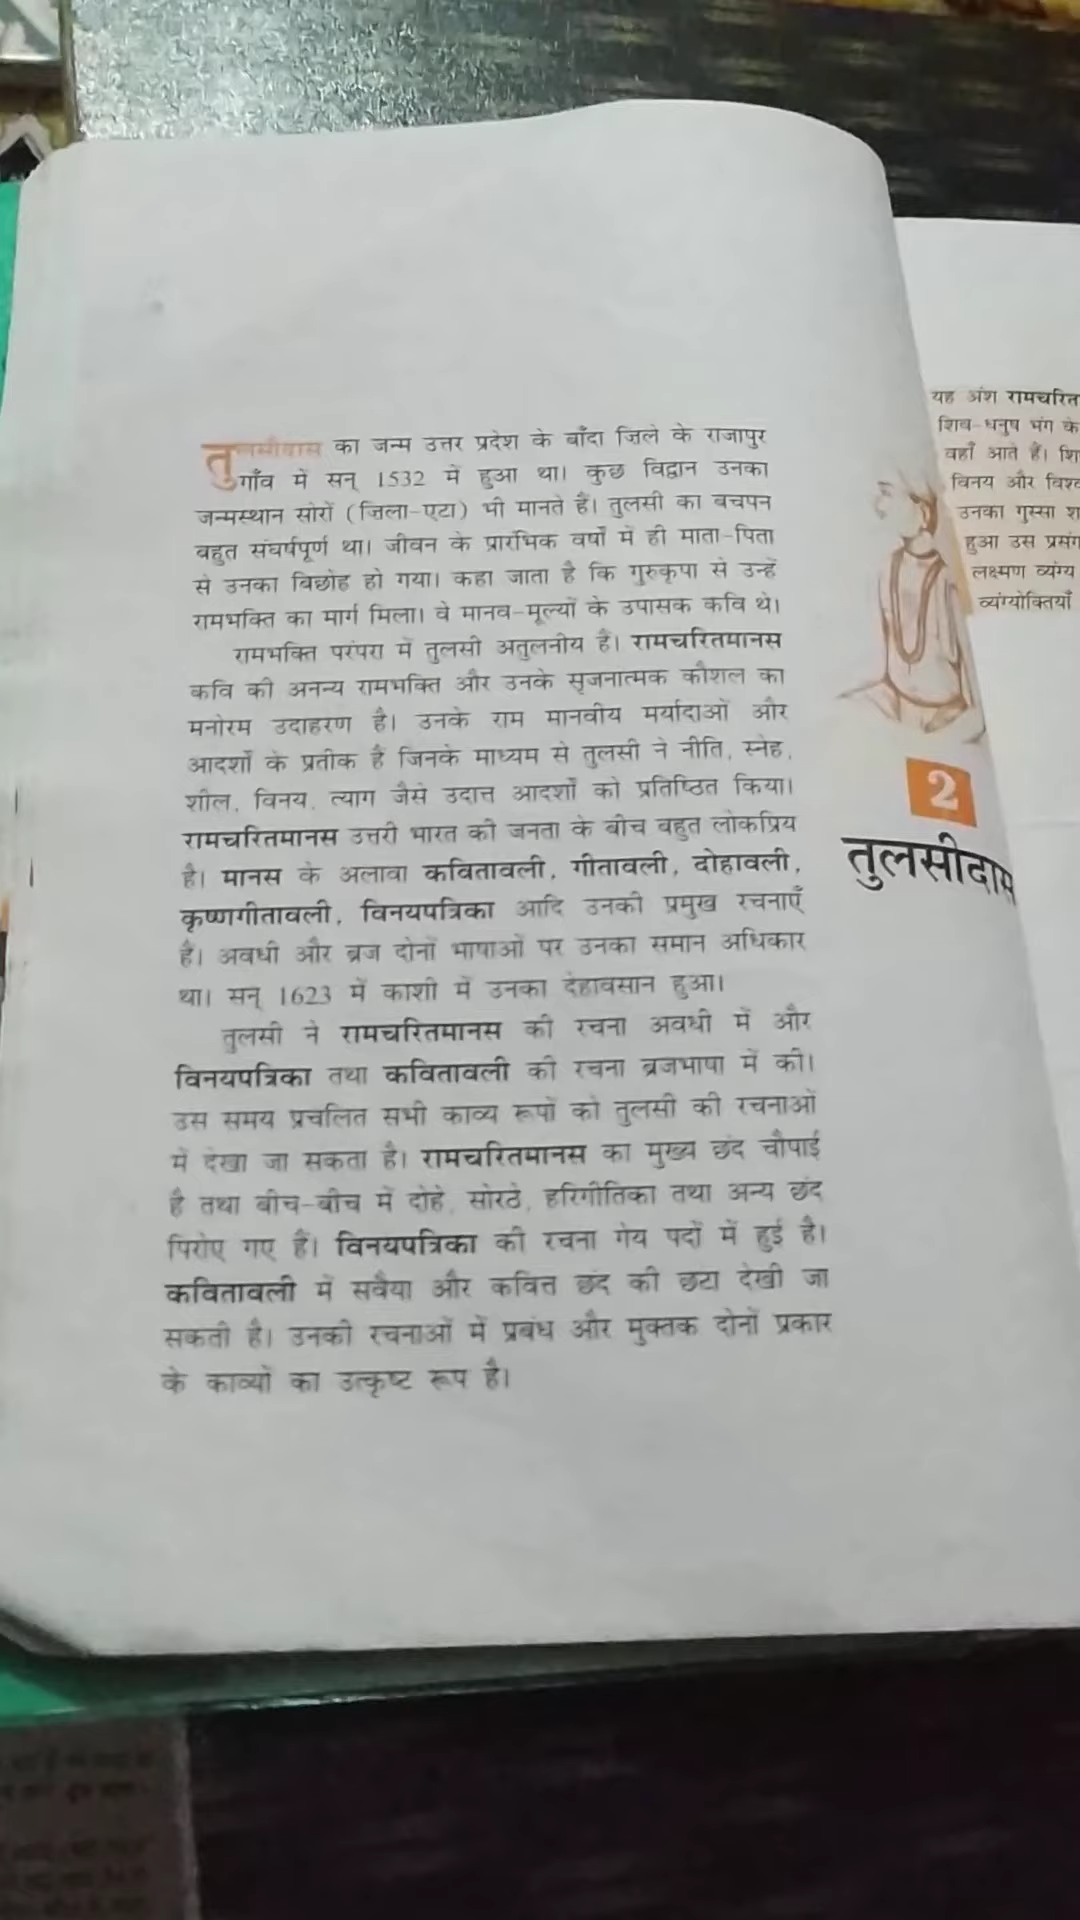 तुलसीदास का जन्म उत्तर प्रदेश के बाँदा ज़िले के राजापुर
गाँव में सन् 1532 में हुआ था। कुछ विद्वान उनका
जन्मस्थान सोरों (ज़िला-एटा) भी मानते हैं। तुलसी का बचपन
बहुत संघर्षपूर्ण था। जीवन के प्रारंभिक वर्षों में ही माता-पिता
से उनका बिछोह हो गया। कहा जाता है कि गुरुकृपा से उन्हें
रामभक्ति का मार्ग मिला। वे मानव-मूल्यों के उपासक कवि थे।
रामभक्ति परंपरा में तुलसी अतुलनीय हैं। रामचरितमानस
कवि की अनन्य रामभक्ति और उनके सृजनात्मक कौशल का
मनोरम उदाहरण है। उनके राम मानवीय मर्यादाओं और
आदर्शों के प्रतीक हैं जिनके माध्यम से तुलसी ने नीति, स्नेह,
शील, विनय, त्याग जैसे उदात्त आदर्शों को प्रतिष्ठित किया।
रामचरितमानस उत्तरी भारत की जनता के बीच बहुत लोकप्रिय
है। मानस के अलावा कवितावली, गीतावली, दोहावली,
कृष्णगीतावली, विनयपत्रिका आदि उनकी प्रमुख रचनाएँ
हैं। अवधी और ब्रज दोनों भाषाओं पर उनका समान अधिकार
था। सन् 1623 में काशी में उनका देहावसान हुआ।
तुलसी ने रामचरितमानस की रचना अवधी में और
विनयपत्रिका तथा कवितावली की रचना ब्रजभाषा में की।
उस समय प्रचलित सभी काव्य रूपों को तुलसी की रचनाओं
में देखा जा सकता है। रामचरितमानस का मुख्य छंद चौपाई
है तथा बीच-बीच में दोहे, सोरठे, हरिगीतिका तथा अन्य छंद
पिरोए गए हैं। विनयपत्रिका की रचना गेय पदों में हुई है।
कवितावली में सवैया और कवित्त छंद की छटा देखी जा
सकती है। उनकी रचनाओं में प्रबंध और मुक्तक दोनों प्रकार
के काव्यों का उत्कृष्ट रूप है।
2
तुलसीदास
यह अंश रामचरित
शिव-धनुष भंग के
वहाँ आते हैं। शि
विनय और विश्व
उनका गुस्सा श
हुआ उस प्रसंग
लक्ष्मण व्यंग्य
व्यंग्योक्तियाँ